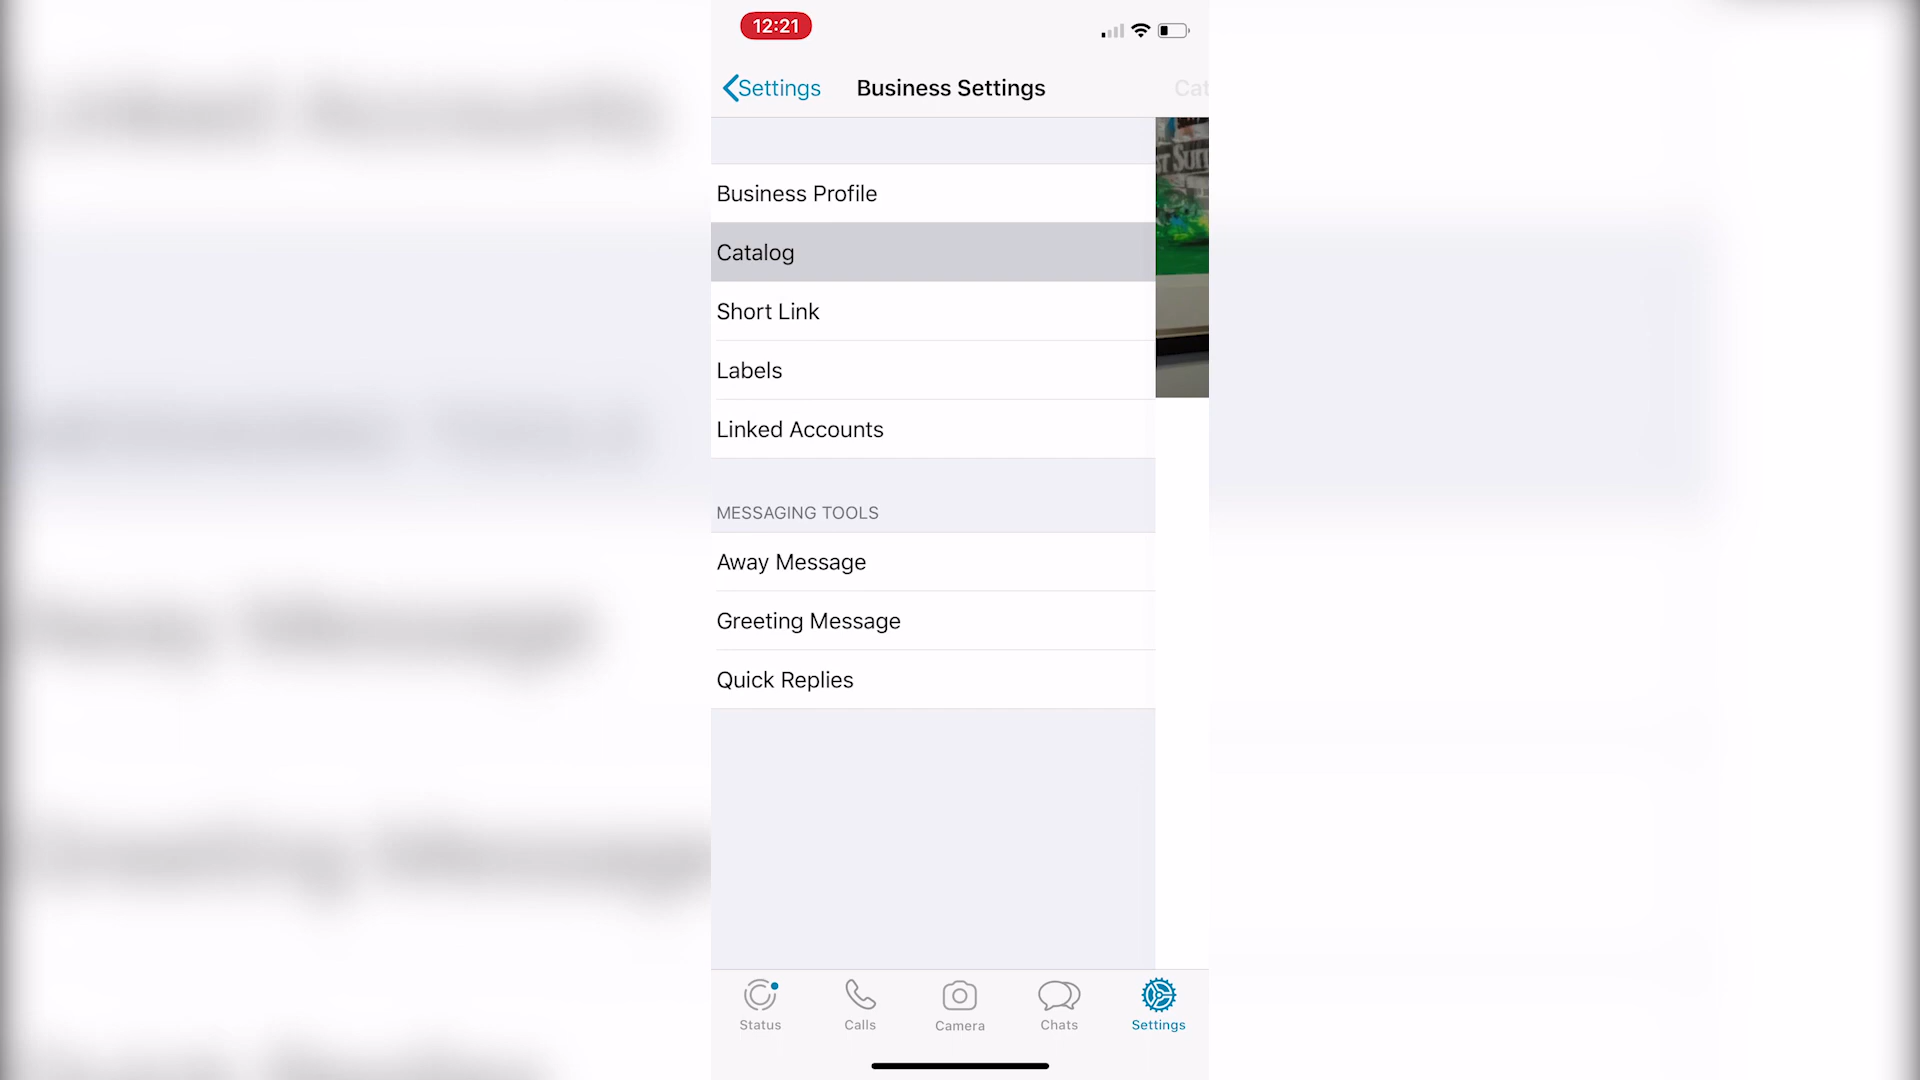 12:21
Settings
Business Settings
Cat
Business Profile
Catalog
Short Link
Labels
Linked Accounts
MESSAGING TOOLS
Away Message
Greeting Message
Quick Replies
Status
Calls
Camera
Chats
Settings